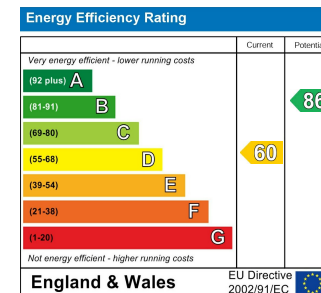 Energy Efficiency Rating
Current Potentia
Very energy efficient - lower running costs
(92 plus) A
(81-91) B
(69-80) C
(55-68) D
(39-54) E
(21-38) F
(1-20) G
60
86
Not energy efficient - higher running costs
England & Wales
EU Directive
2002/91/EC